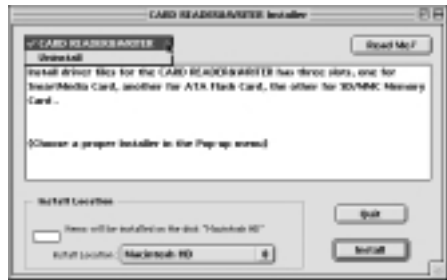 CARD READER&WRITER Installer
✓ CARD READER&WRITER
Read Me?
Uninstall
Install driver files for the CARD READER&WRITER has three slots, one for
SmartMedia Card, another for ATA Flash Card, the other for SD/MMC Memory
Card.
(Choose a proper installer in the Pop-up menu)
Install Location
Items will be installed on the disk "Macintosh HD"
Quit
Install Location: Macintosh HD
Install